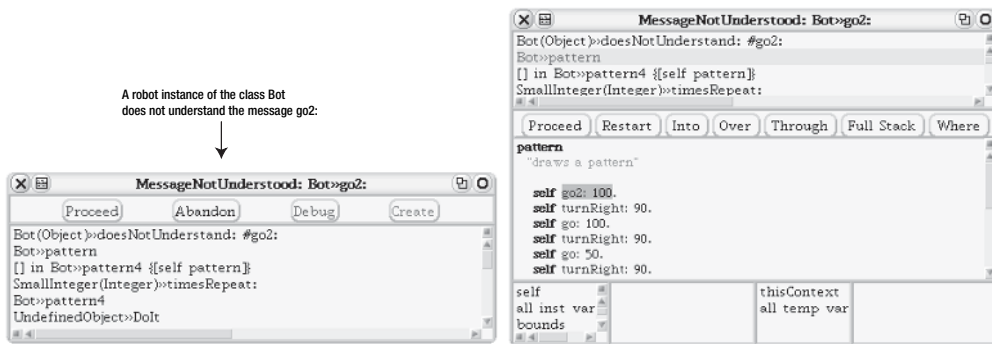 A robot instance of the class Bot
does not understand the message go2:
MessageNotUnderstood: Bot»go2:
Proceed Abandon Debug Create
Bot(Object)»doesNotUnderstand: #go2:
Bot»pattern
[] in Bot»pattern4 {[self pattern]}
SmallInteger(Integer)»timesRepeat:
Bot»pattern4
UndefinedObject»DoIt
MessageNotUnderstood: Bot»go2:
Bot(Object)»doesNotUnderstand: #go2:
Bot»pattern
[] in Bot»pattern4 {[self pattern]}
SmallInteger(Integer)»timesRepeat:
Proceed Restart Into Over Through Full Stack Where
pattern
"draws a pattern"
self go2: 100.
self turnRight: 90.
self go: 100.
self turnRight: 90.
self go: 50.
self turnRight: 90.
self
all inst var
bounds
thisContext
all temp var